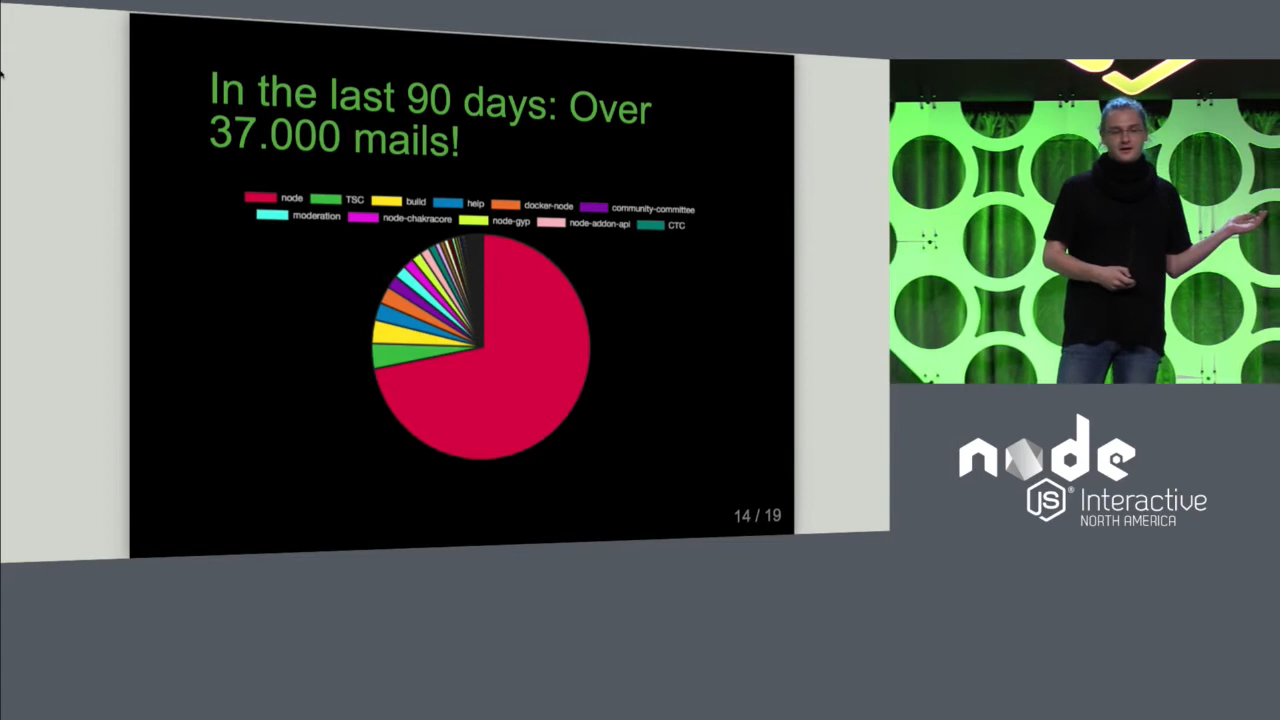 In the last 90 days: Over
37.000 mails!
node TSC build help docker-node community-committee
moderation node-chakracore node-gyp node-addon-api CTC
14 / 19
node
JS® Interactive
NORTH AMERICA